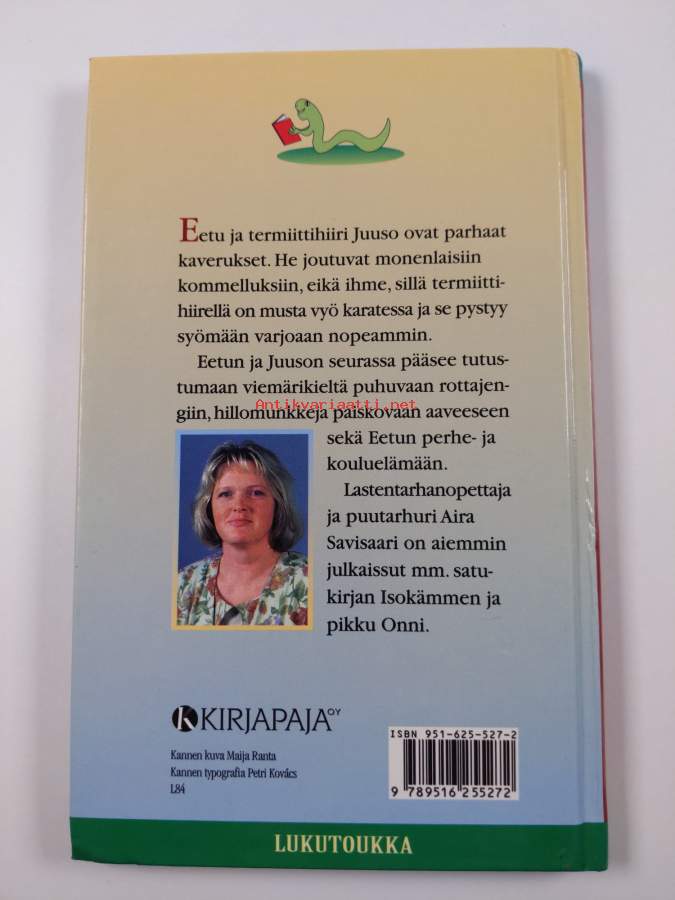 Eetu ja termiittihiiri Juuso ovat parhaat
kaverukset. He joutuvat monenlaisiin
kommelluksiin, eikä ihme, sillä termiitti-
hiirellä on musta vyö karatessa ja se pystyy
syömään varjoaan nopeammin.
Eetun ja Juuson seurassa pääsee tutus-
tumaan viemärikieltä puhuvaan rottajen-
Antikvariaatti.net
giin, hillomunkkeja paiskovaan aaveeseen
sekä Eetun perhe- ja
kouluelämään.
Lastentarhanopettaja
ja puutarhuri Aira
Savisaari on aiemmin
julkaissut mm. satu-
kirjan Isokämmen ja
pikku Onni.
KIRJAPAJA OY
Kannen kuva Maija Ranta
Kannen typografia Petri Kovács
L84
ISBN 951-625-527-2
9 789516 255272
LUKUTOUKKA